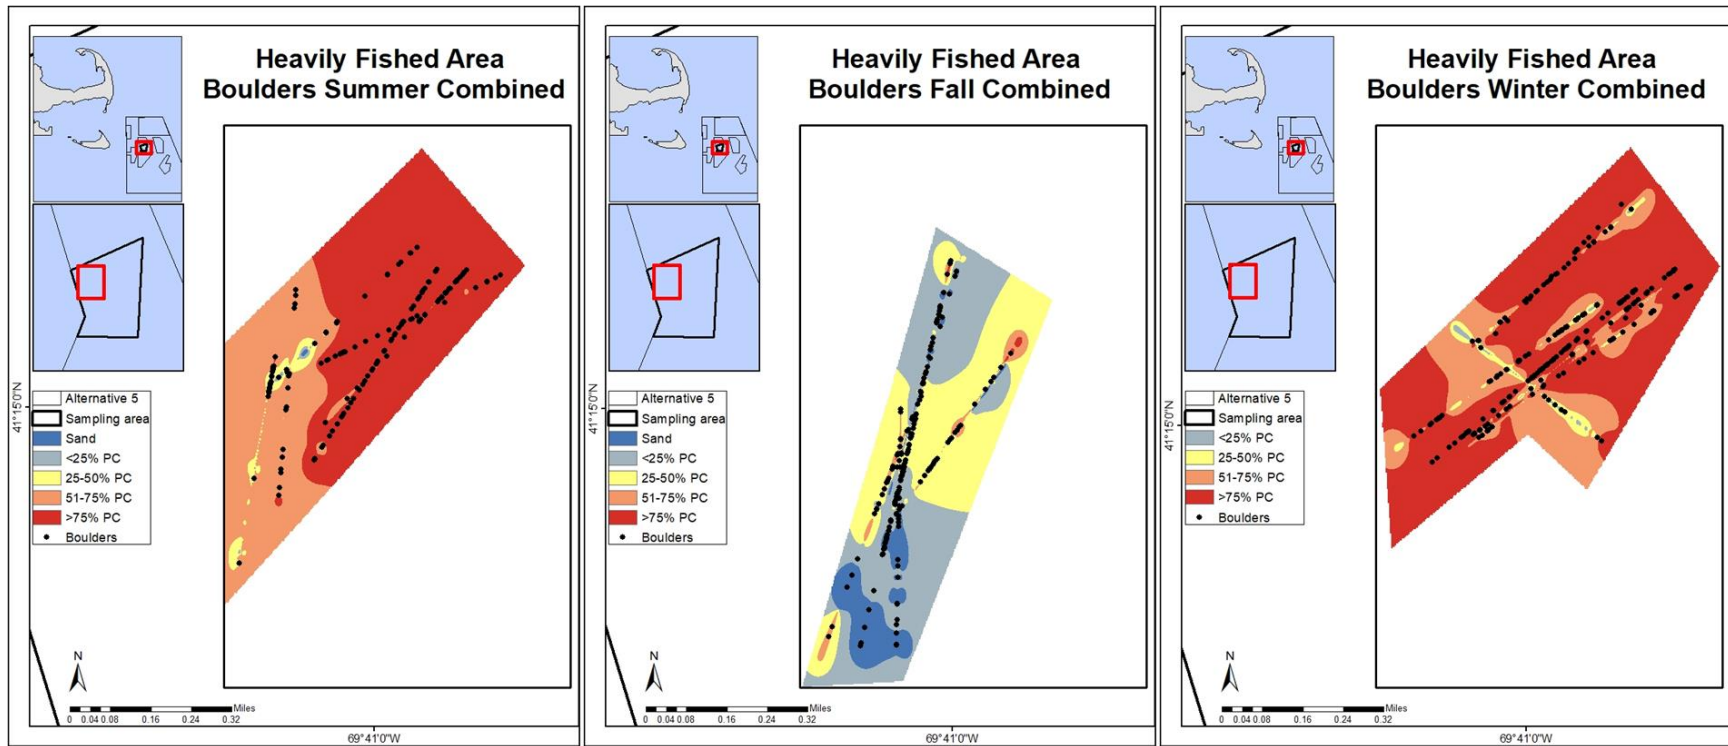 Heavily Fished Area
Boulders Summer Combined
41°15'0"N
Alternative 5
Sampling area
Sand
<25% PC
25-50% PC
51-75% PC
>75% PC
Boulders
N
Miles
0 0.04 0.08 0.16 0.24 0.32
69°41'0"W
Heavily Fished Area
Boulders Fall Combined
41°15'0"N
Alternative 5
Sampling area
Sand
<25% PC
25-50% PC
51-75% PC
>75% PC
Boulders
N
Miles
0 0.04 0.08 0.16 0.24 0.32
69°41'0"W
Heavily Fished Area
Boulders Winter Combined
41°15'0"N
Alternative 5
Sampling area
<25% PC
25-50% PC
51-75% PC
>75% PC
Boulders
N
Miles
0 0.04 0.08 0.16 0.24 0.32
69°41'0"W